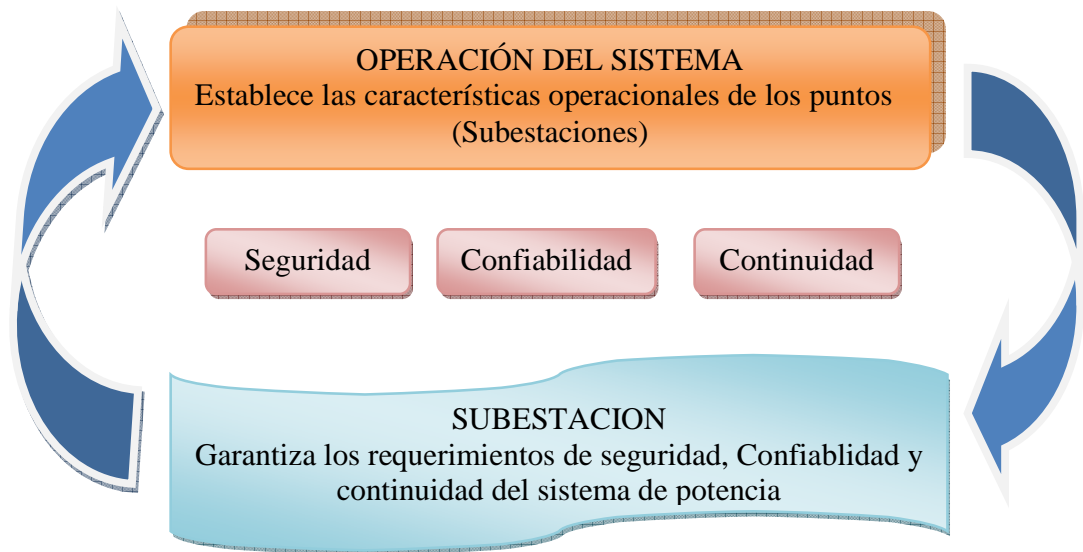 OPERACIÓN DEL SISTEMA
Establece las características operacionales de los puntos
(Subestaciones)
Seguridad Confiabilidad Continuidad
SUBESTACION
Garantiza los requerimientos de seguridad, Confiablidad y
continuidad del sistema de potencia